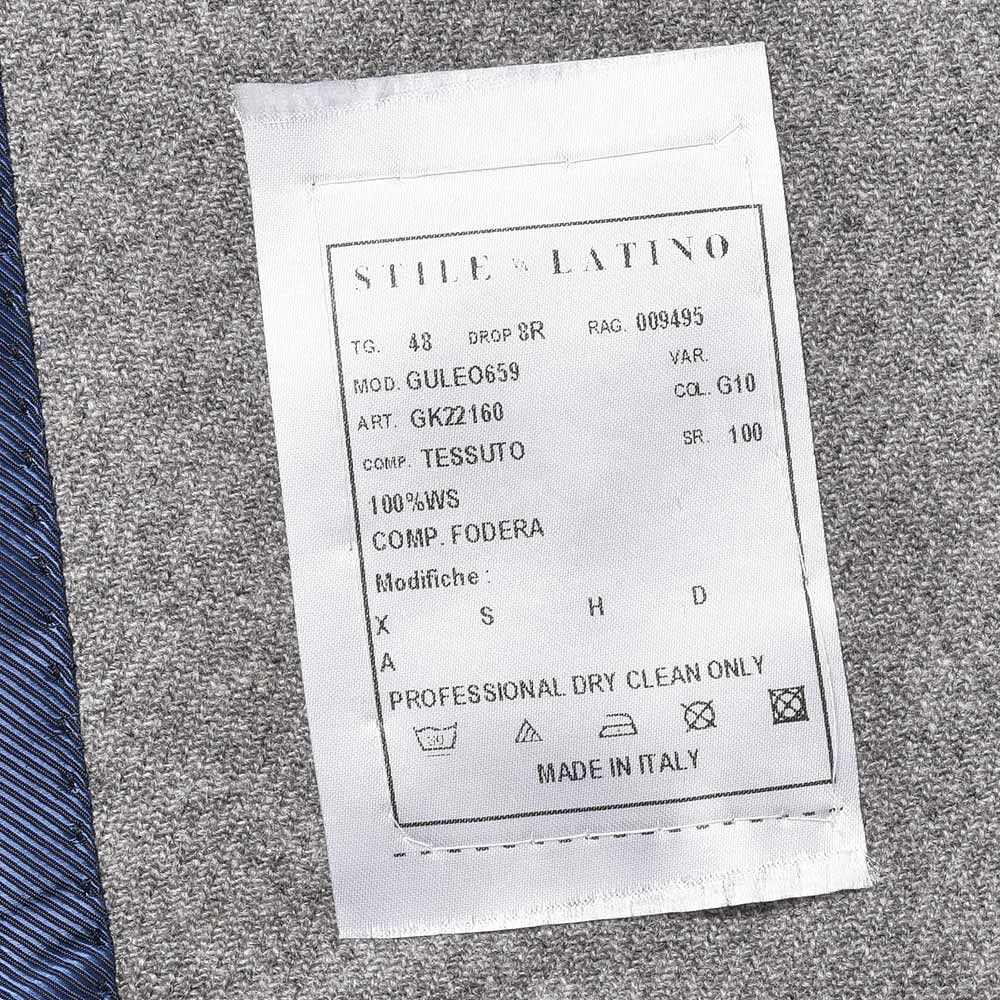 STILE LATINO
TG. 48 DROP 8R RAG. 009495
MOD. GULEO659 VAR.
ART. GK22160 COL. G10
COMP. TESSUTO SR. 100
100%WS
COMP. FODERA
Modifiche :
X S H D
A
PROFESSIONAL DRY CLEAN ONLY
30
MADE IN ITALY